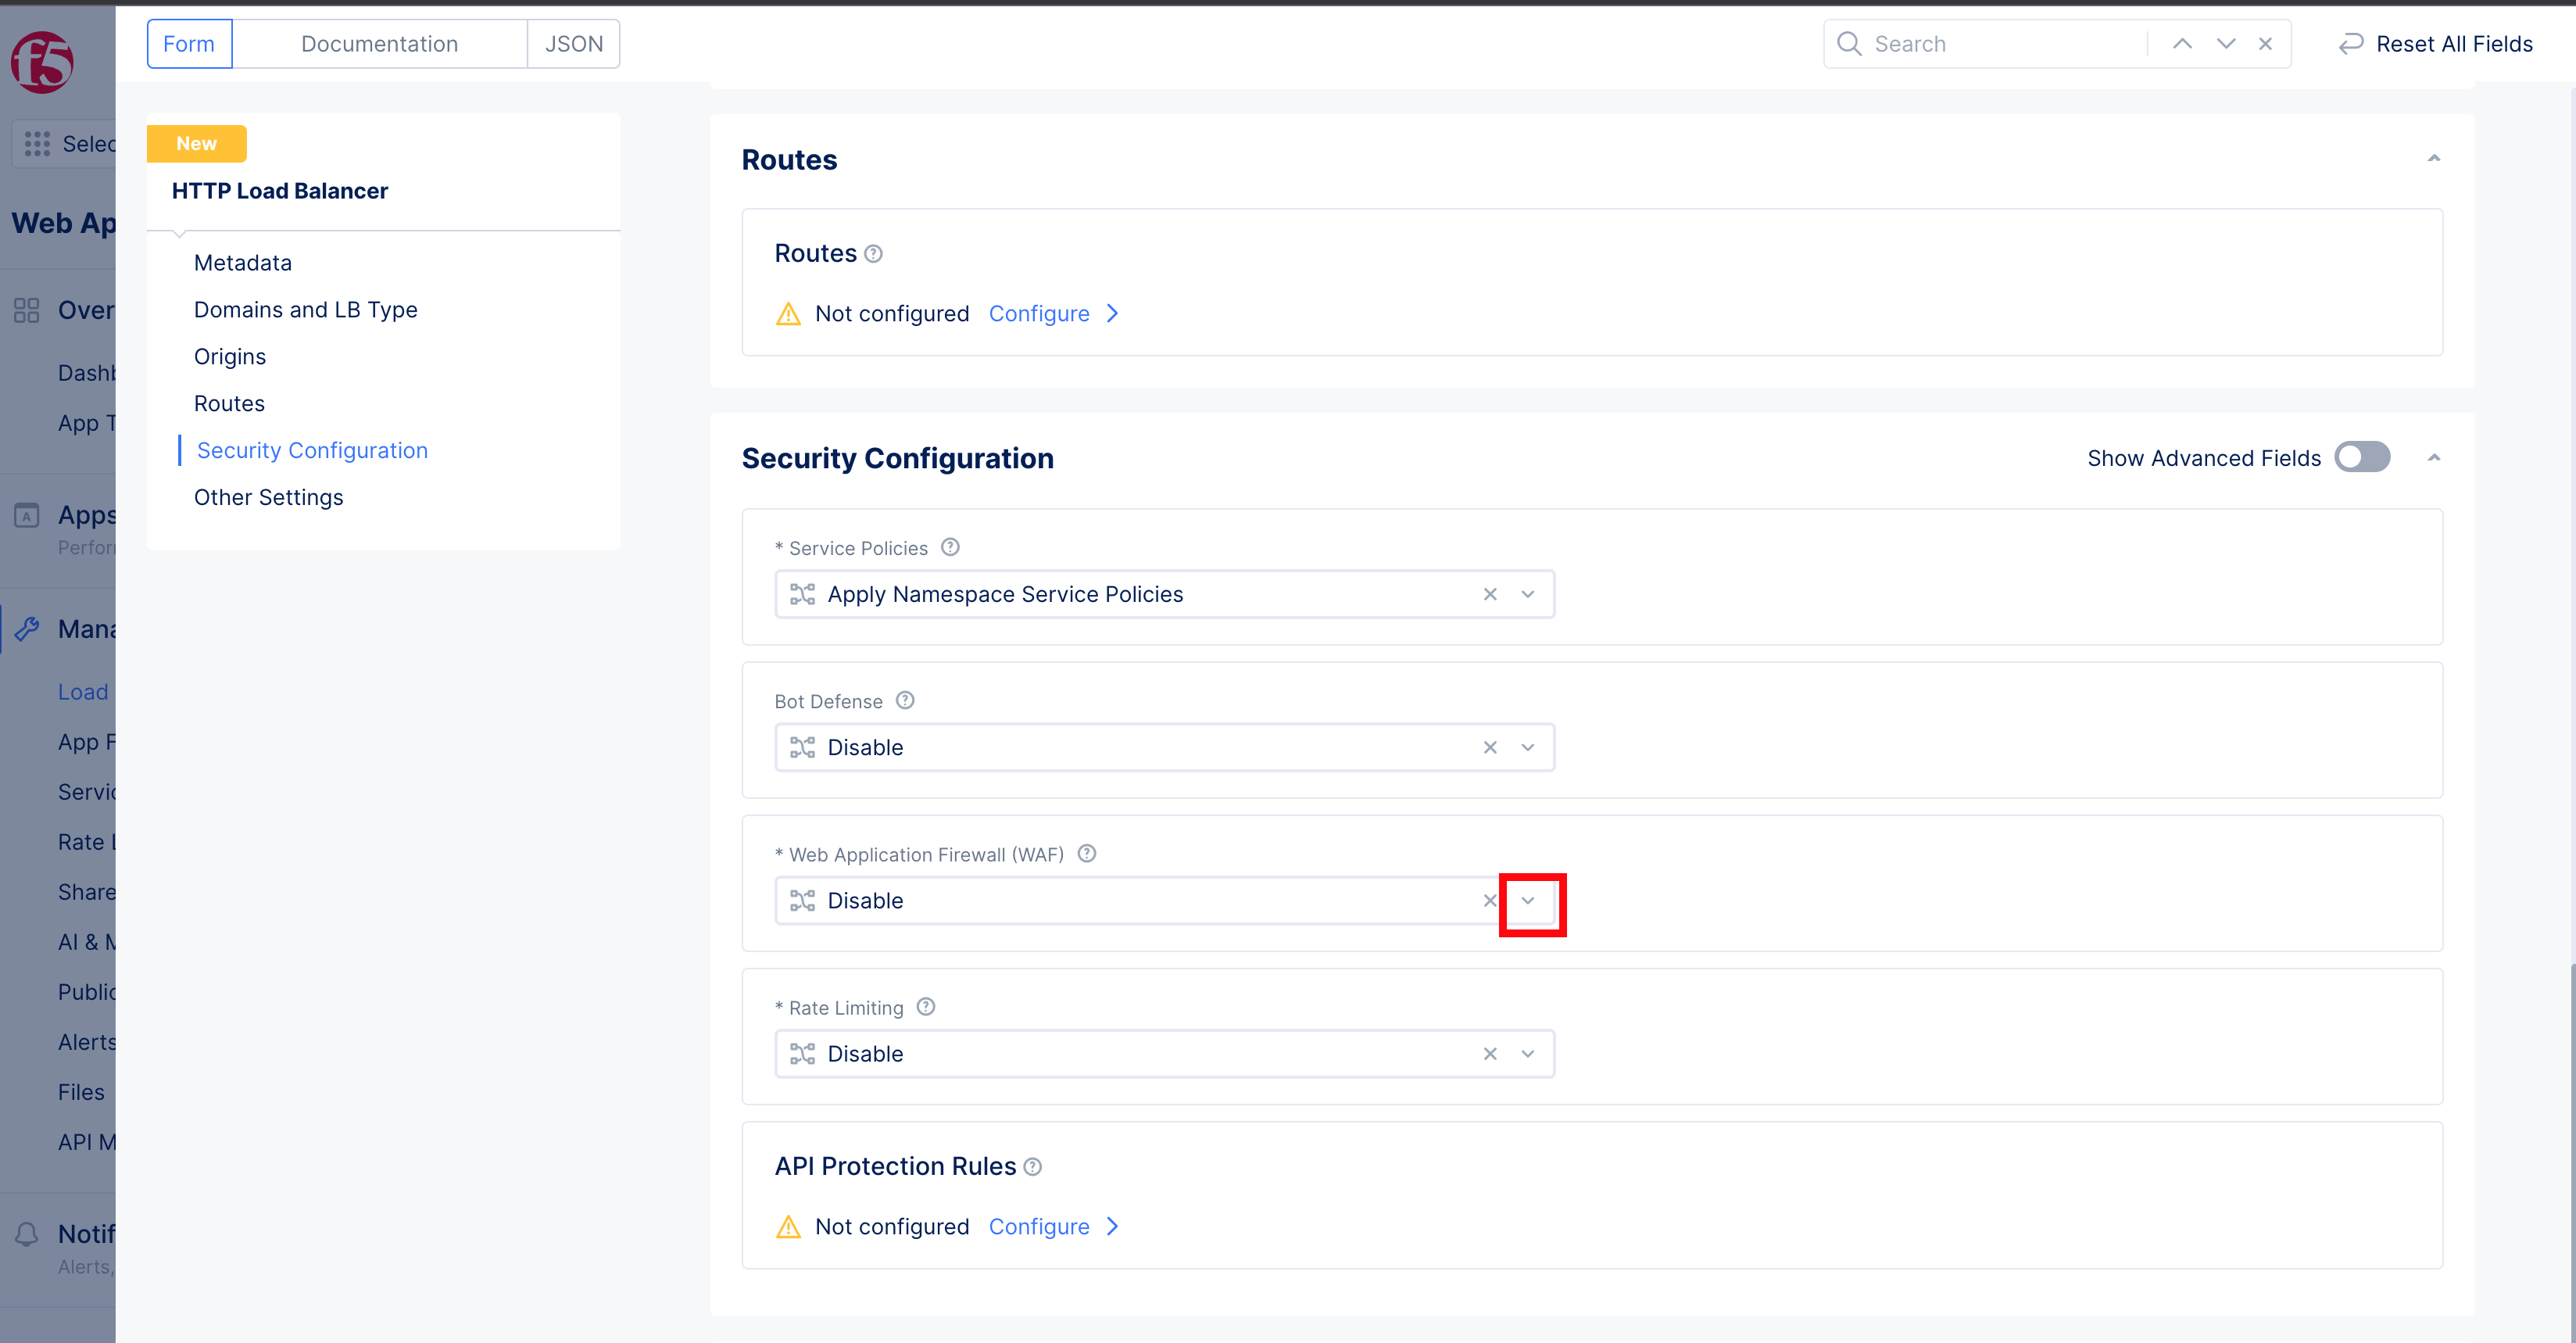 Form
Documentation
JSON
Search
Reset All Fields
f5
Selec
Web Ap
Over
Dashb
App T
Apps
Perfor
Mana
Load
App F
Servic
Rate L
Share
AI & M
Public
Alerts
Files
API M
Notif
Alerts,
New
HTTP Load Balancer
Metadata
Domains and LB Type
Origins
Routes
Security Configuration
Other Settings
Routes
Routes
Not configured Configure
Security Configuration
Show Advanced Fields
* Service Policies
Apply Namespace Service Policies
Bot Defense
Disable
* Web Application Firewall (WAF)
Disable
* Rate Limiting
Disable
API Protection Rules
Not configured Configure